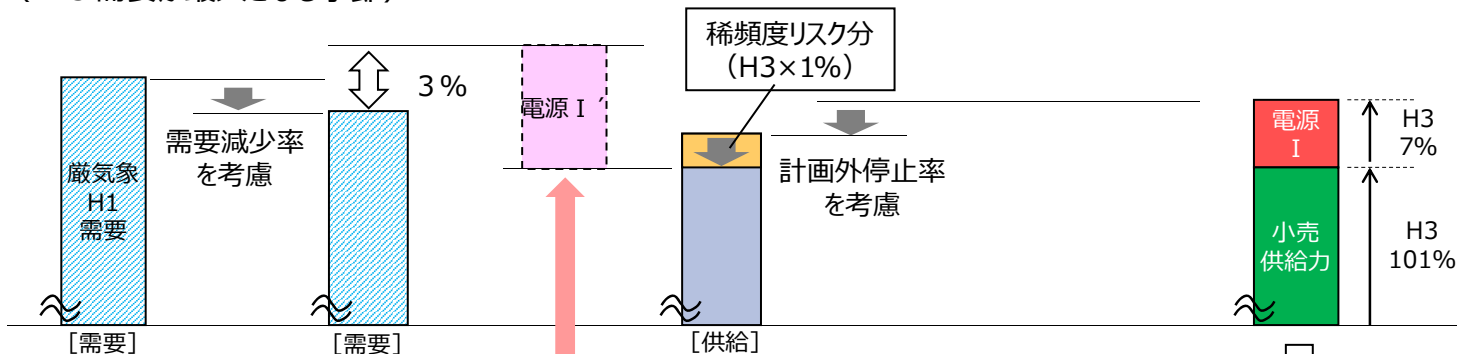 稀頻度リスク分
（H3×1%）
3%
電源Ⅰ´
需要減少率
を考慮
計画外停止率
を考慮
厳気象
H1
需要
電源
Ⅰ
H3
7%
小売
供給力
H3
101%
［需要］
［需要］
［供給］